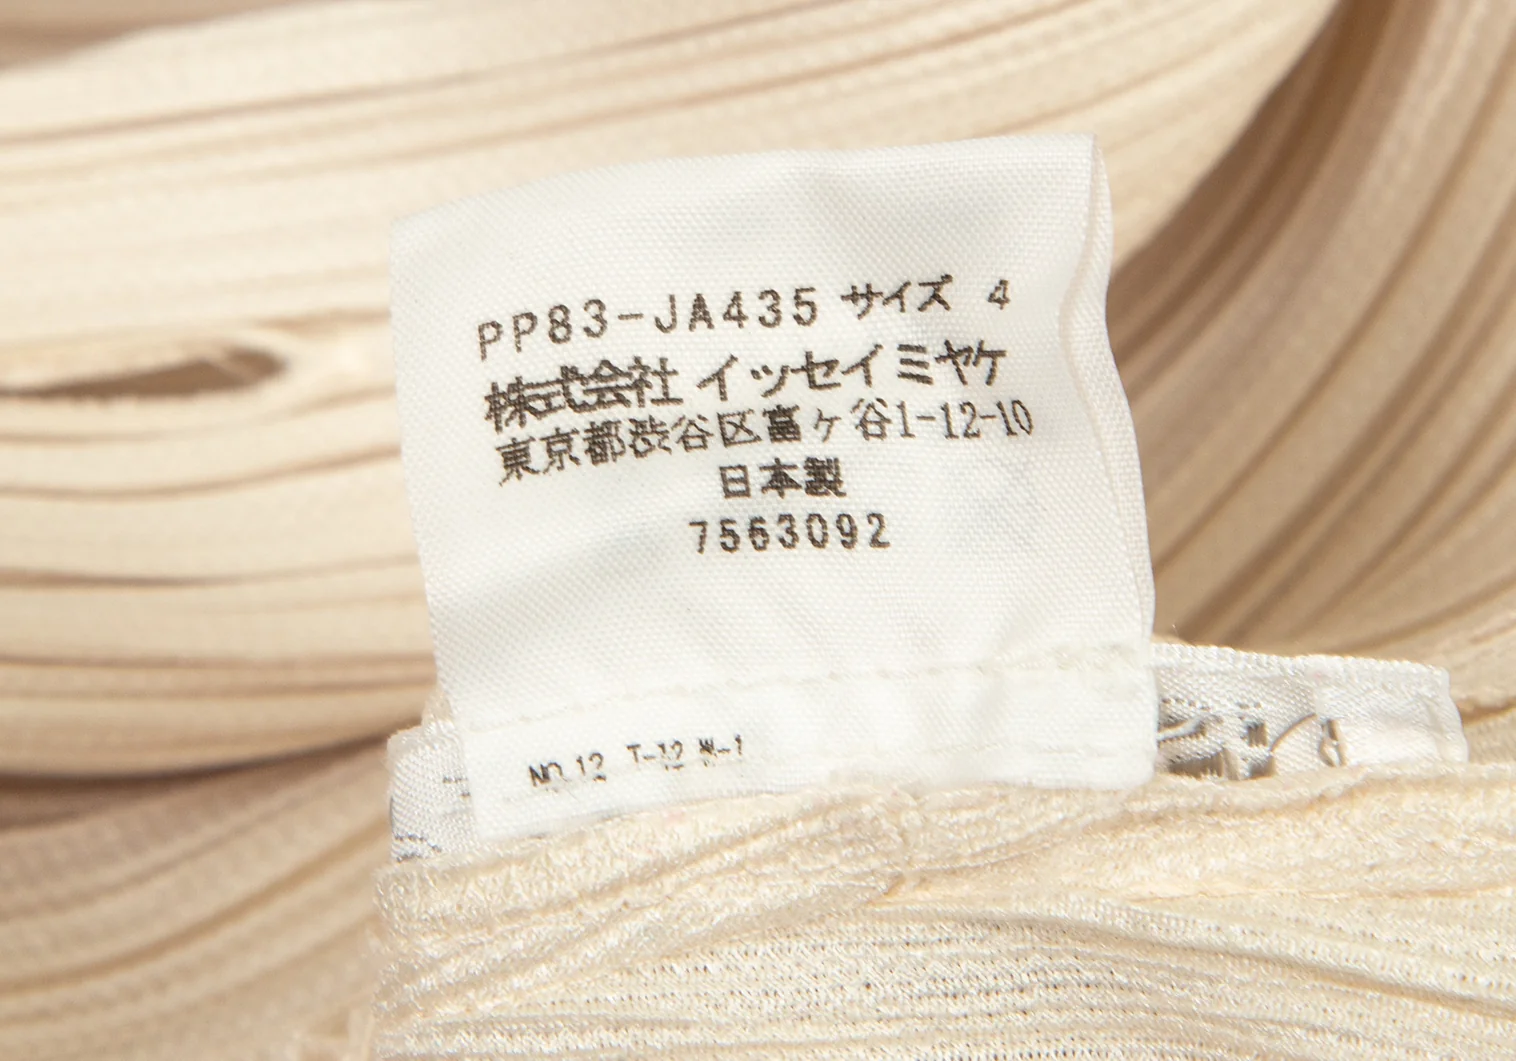 PP83-JA435 サイズ 4
株式会社 イッセイミヤケ
東京都渋谷区富ヶ谷1-12-10
日本製
7563092
NO.12 T-12 W-1